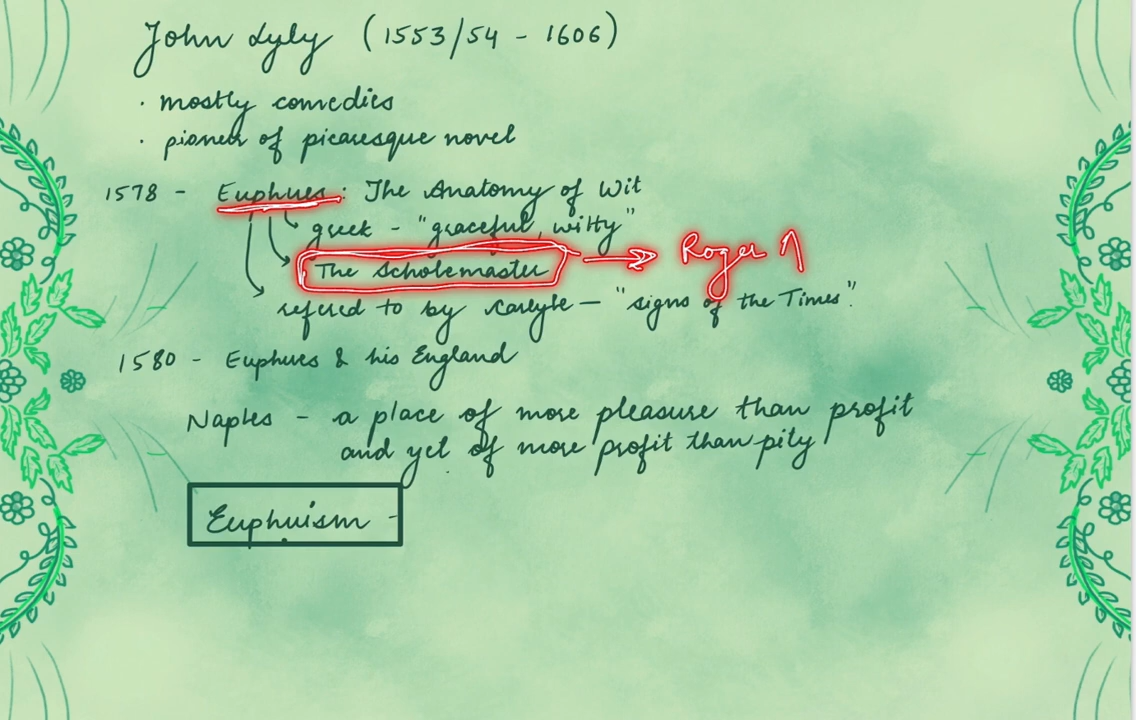 John Lyly (1553/54 - 1606)
· mostly comedies
· pioneer of picaresque novel
1578 - Euphues: The Anatomy of Wit
greek - "graceful, witty"
The Scholemaster → Roger A
refered to by Carlyle — "signs of the Times".
1580 - Euphues & his England
Naples - a place of more pleasure than profit
and yet of more profit than pity
Euphuism -